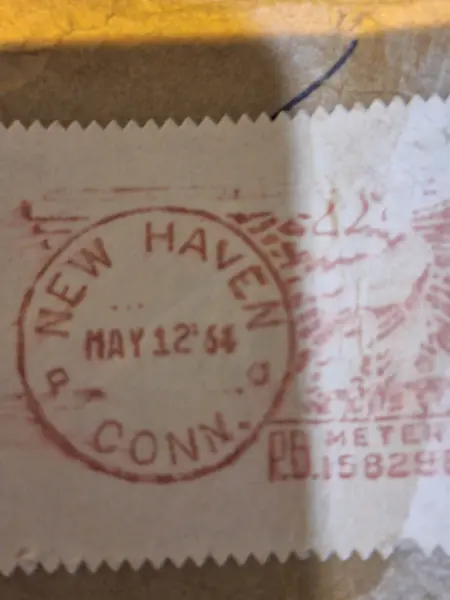 NEW HAVEN
MAY 12 '64
CONN.
METER
P.B. 15829